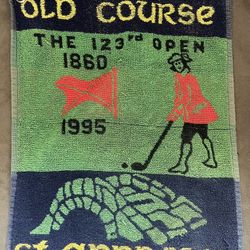 OLD COURSE
THE 123rd OPEN
1860
1995